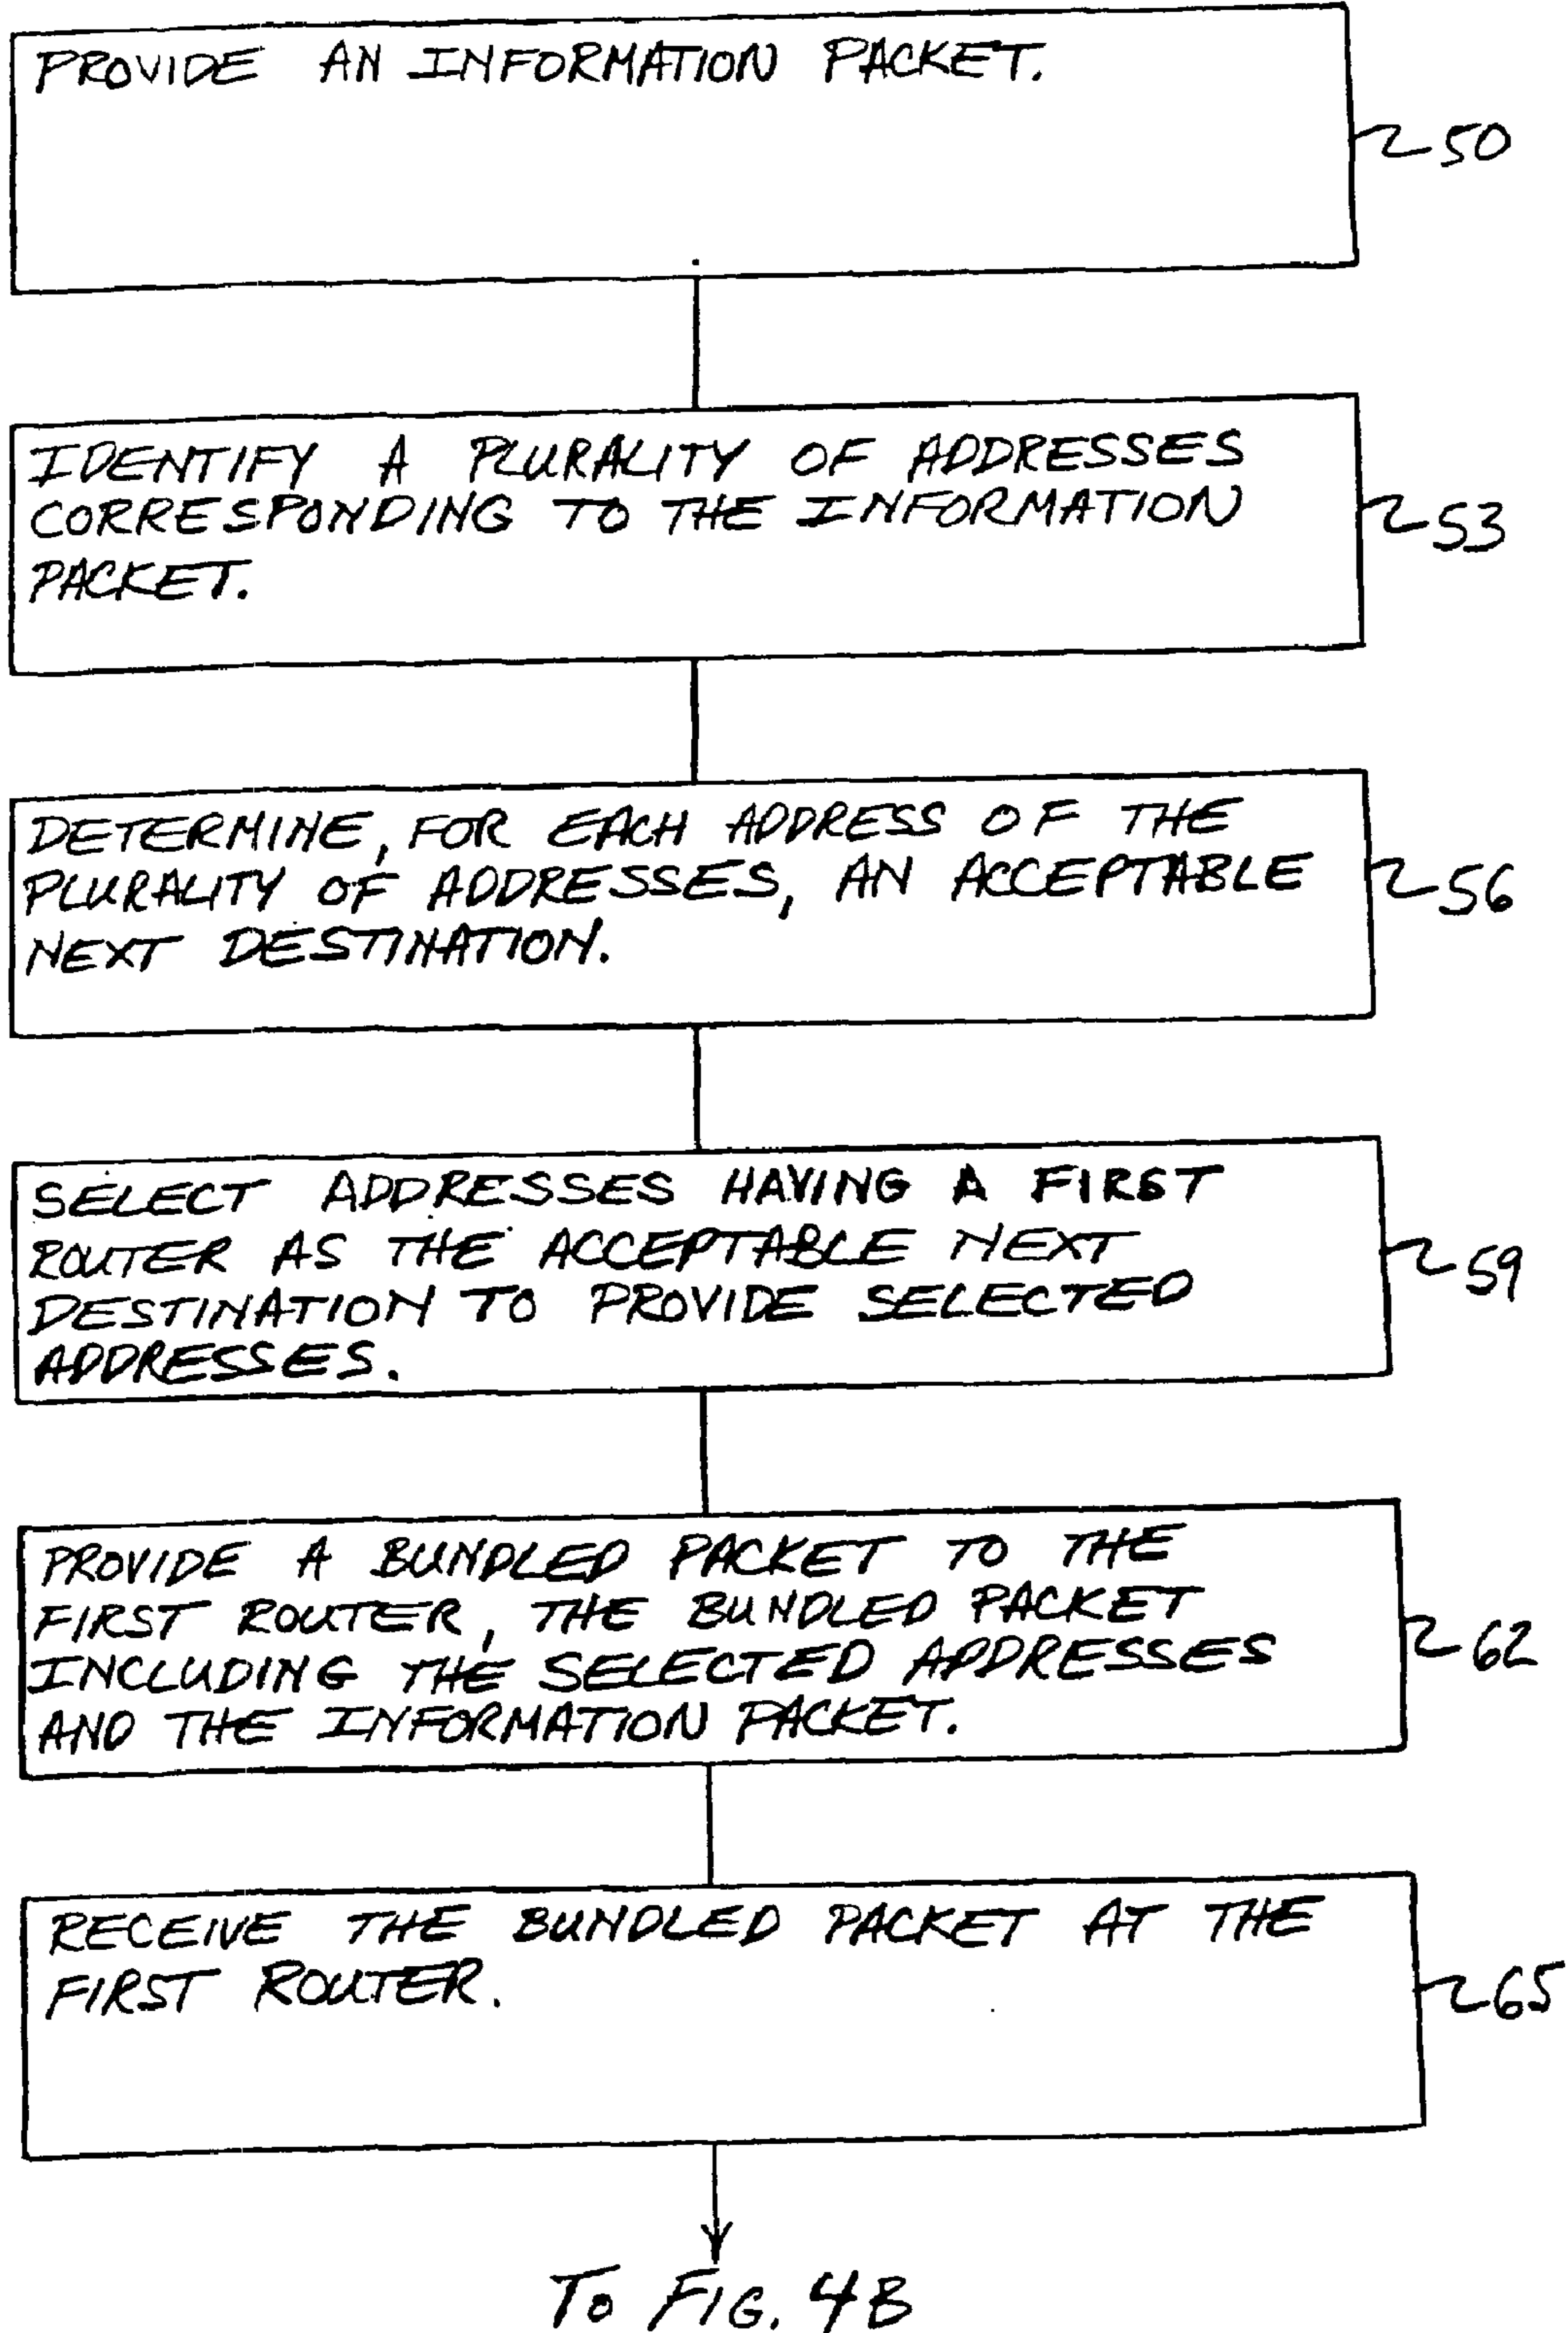 PROVIDE AN INFORMATION PACKET.
50
IDENTIFY A PLURALITY OF ADDRESSES
CORRESPONDING TO THE INFORMATION
PACKET.
53
DETERMINE, FOR EACH ADDRESS OF THE
PLURALITY OF ADDRESSES, AN ACCEPTABLE
NEXT DESTINATION.
56
SELECT ADDRESSES HAVING A FIRST
ROUTER AS THE ACCEPTABLE NEXT
DESTINATION TO PROVIDE SELECTED
ADDRESSES.
59
PROVIDE A BUNDLED PACKET TO THE
FIRST ROUTER, THE BUNDLED PACKET
INCLUDING THE SELECTED ADDRESSES
AND THE INFORMATION PACKET.
62
RECEIVE THE BUNDLED PACKET AT THE
FIRST ROUTER.
65
TO FIG. 4B